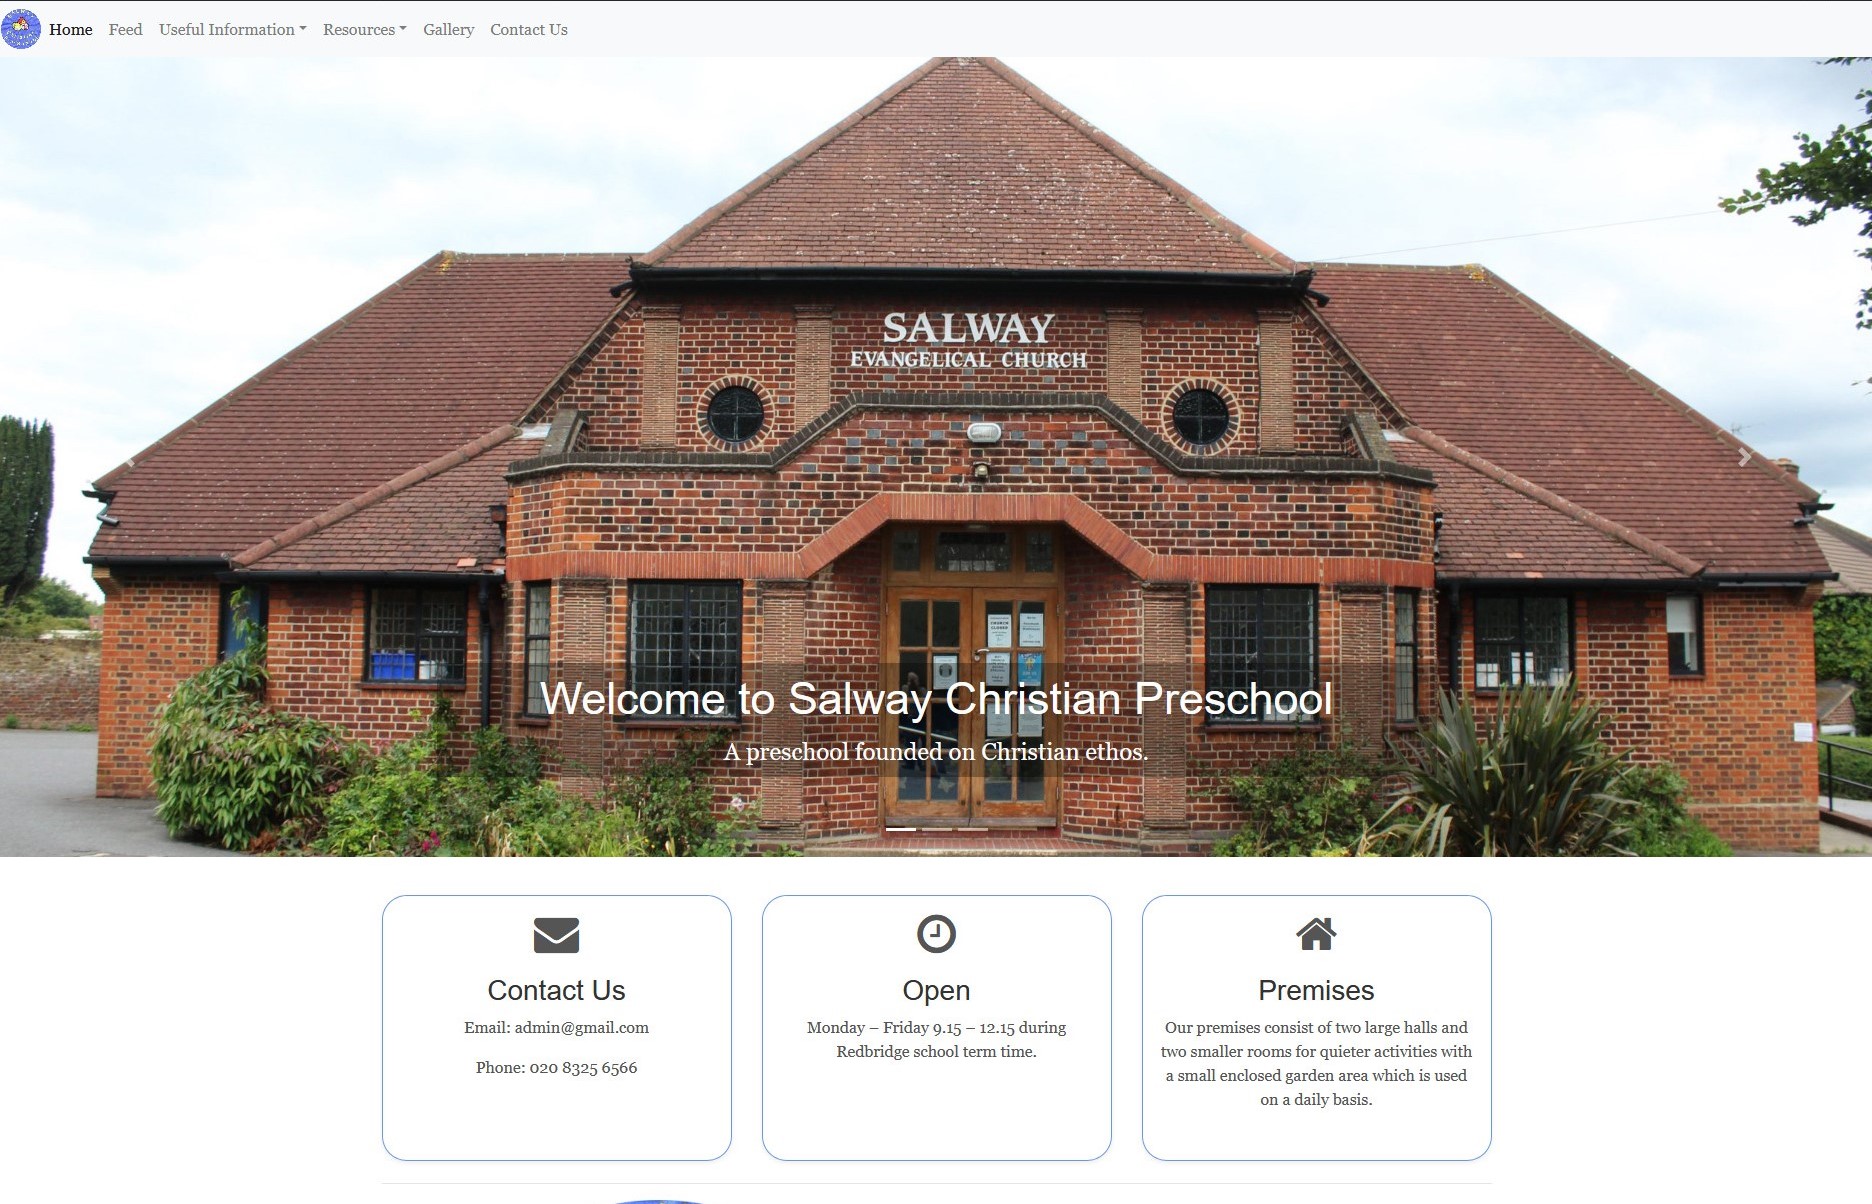 Home Feed Useful Information Resources Gallery Contact Us
SALWAY
EVANGELICAL CHURCH
Welcome to Salway Christian Preschool
A preschool founded on Christian ethos.
Contact Us
Email: admin@gmail.com
Phone: 020 8325 6566
Open
Monday – Friday 9.15 – 12.15 during
Redbridge school term time.
Premises
Our premises consist of two large halls and
two smaller rooms for quieter activities with
a small enclosed garden area which is used
on a daily basis.